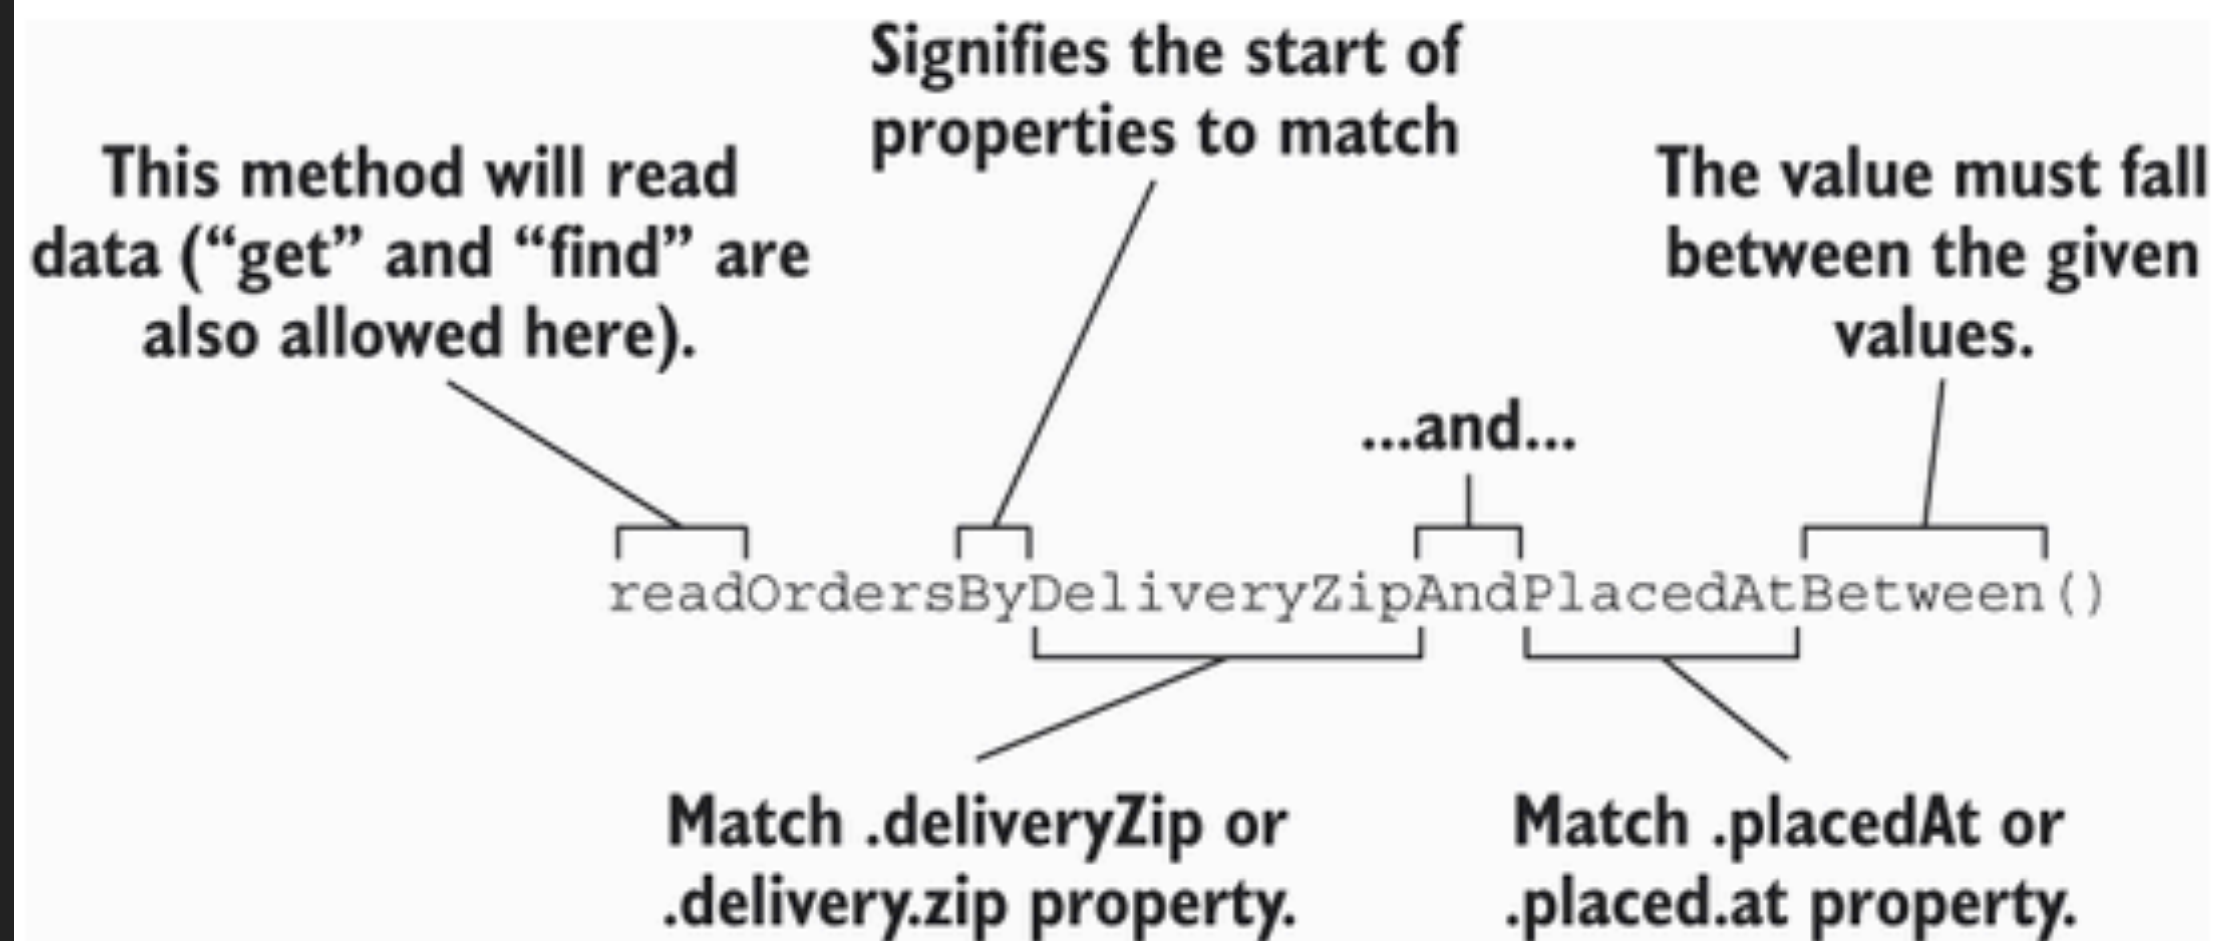 Signifies the start of
properties to match
This method will read
data (“get” and “find” are
also allowed here).
The value must fall
between the given
values.
...and...
readOrdersByDeliveryZipAndPlacedAtBetween()
Match .deliveryZip or
.delivery.zip property.
Match .placedAt or
.placed.at property.